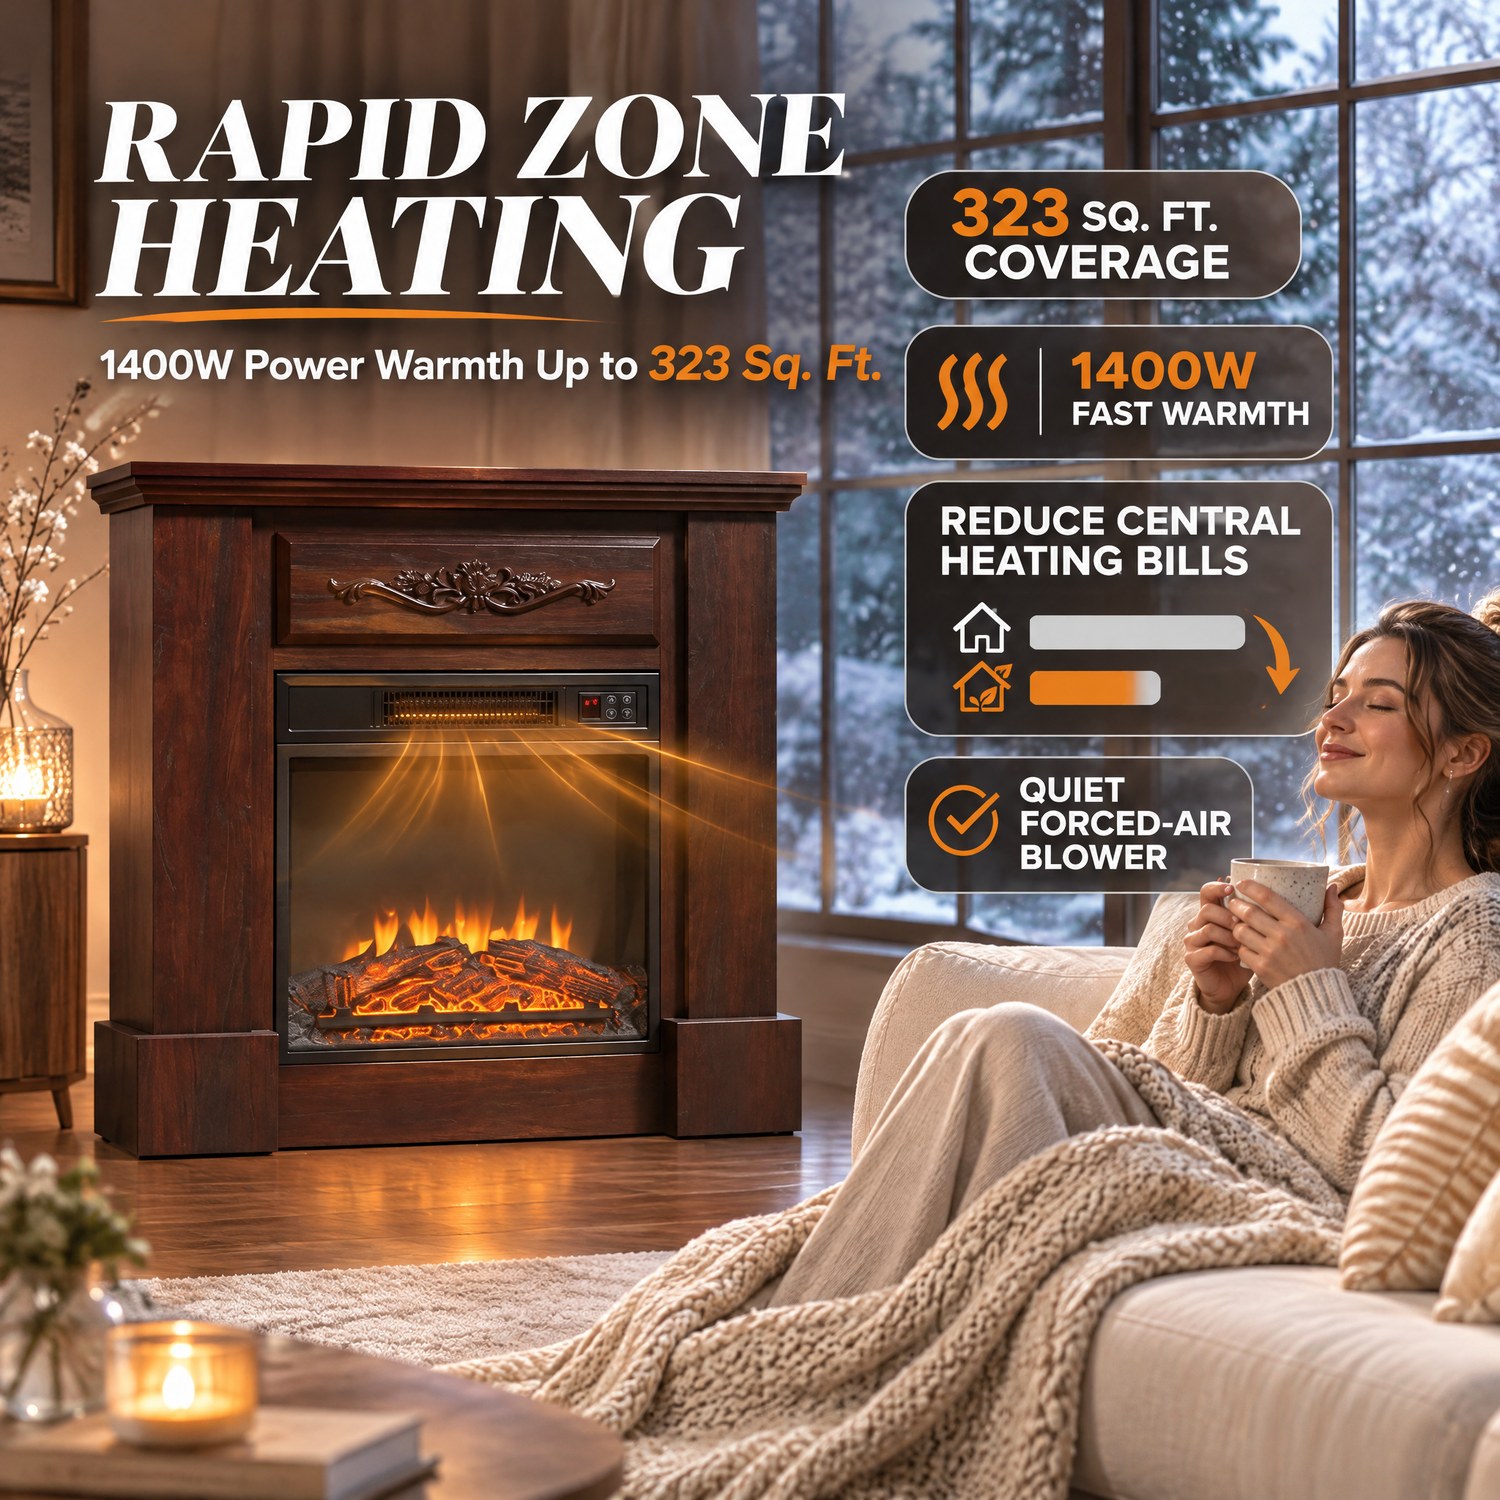 RAPID ZONE
HEATING
1400W Power Warmth Up to 323 Sq. Ft.
323 SQ. FT.
COVERAGE
1400W
FAST WARMTH
REDUCE CENTRAL
HEATING BILLS
QUIET
FORCED-AIR
BLOWER